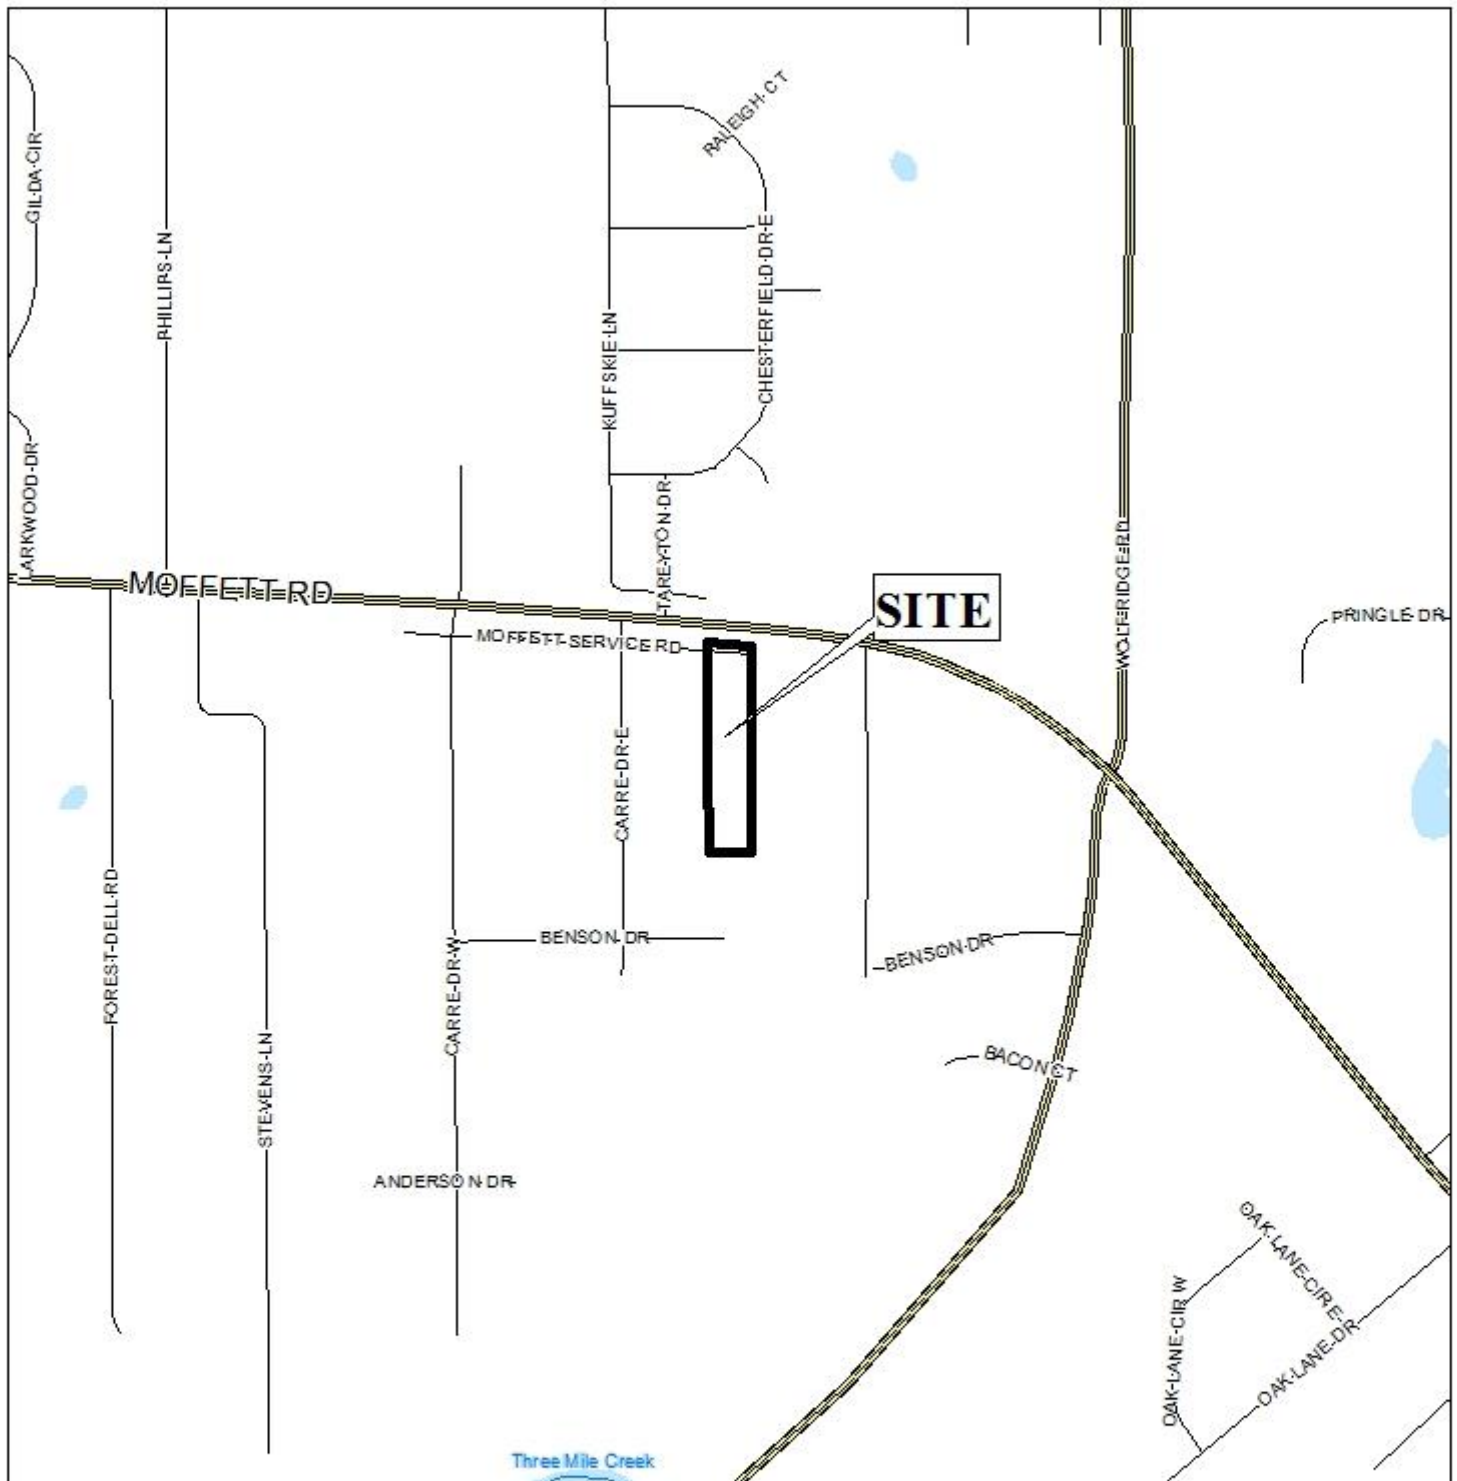 RALEIGH CT
GILDA CIR
PHILLIPS LN
CHESTERFIELD DR E
KUFFSKIE LN
ARKWOOD DR
TAREYTON DR
WOLF RIDGE RD
MOFFETT RD
SITE
PRINGLE DR
MOFFETT SERVICE RD
CARRE DR E
FOREST DELL RD
BENSON DR
BENSON DR
CARRE DR W
STEVENS LN
BACON CT
ANDERSON DR
OAK LANE CIR E
OAK LANE CIR W
OAK LANE DR
Three Mile Creek